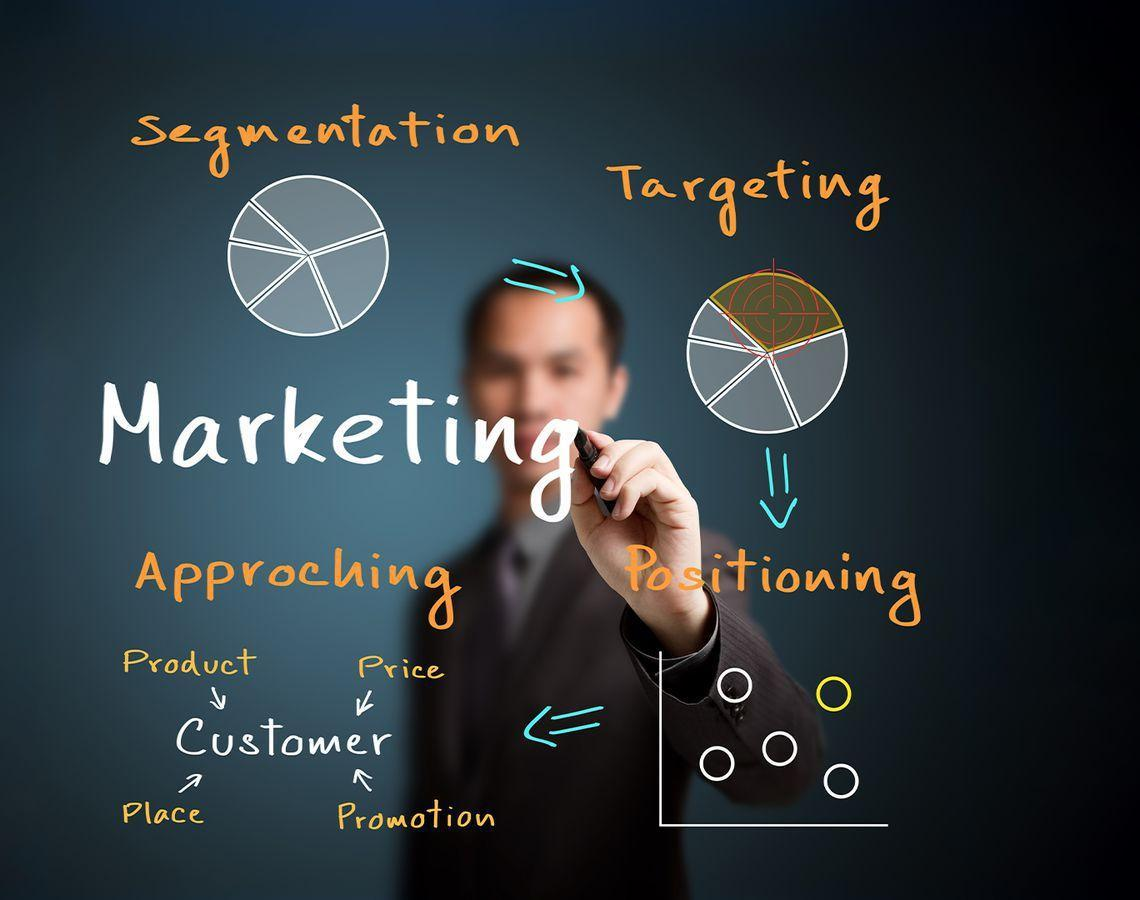 Segmentation
Targeting
Marketing
Approching
Positioning
Product
Price
Customer
Place
Promotion